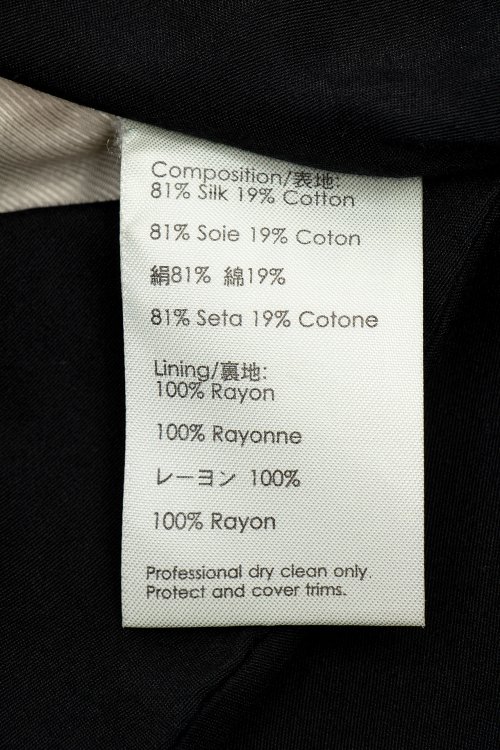 Composition/表地:
81% Silk 19% Cotton
81% Soie 19% Coton
絹81% 綿19%
81% Seta 19% Cotone
Lining/裏地:
100% Rayon
100% Rayonne
レーヨン 100%
100% Rayon
Professional dry clean only.
Protect and cover trims.